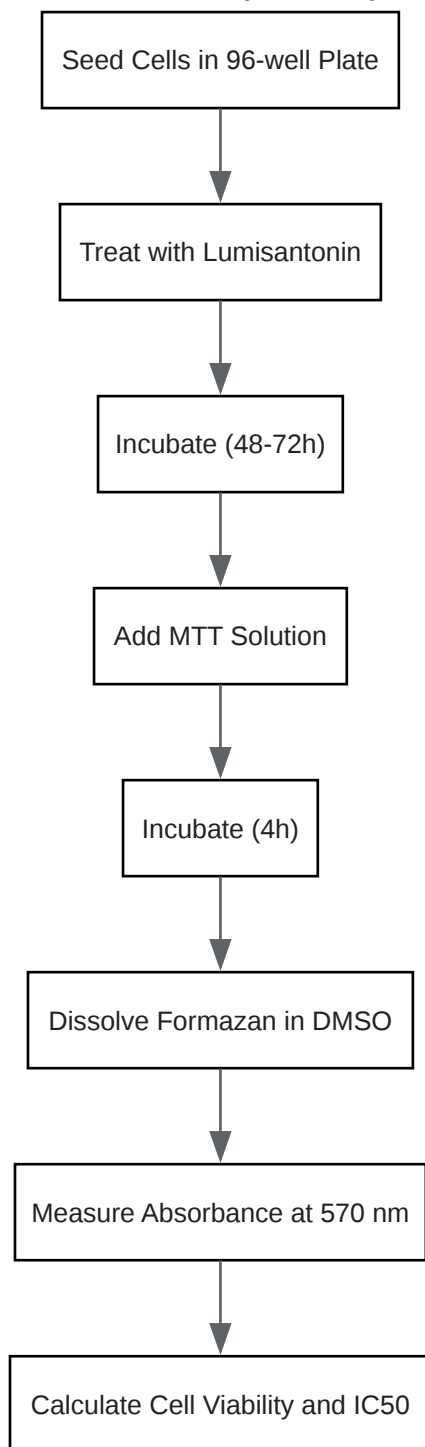 Seed Cells in 96-well Plate
Treat with Lumisantonin
Incubate (48-72h)
Add MTT Solution
Incubate (4h)
Dissolve Formazan in DMSO
Measure Absorbance at 570 nm
Calculate Cell Viability and IC50